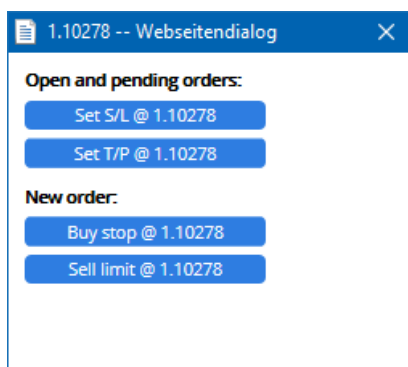 1.10278 -- Webseitendialog
Open and pending orders:
Set S/L @ 1.10278
Set T/P @ 1.10278
New order:
Buy stop @ 1.10278
Sell limit @ 1.10278